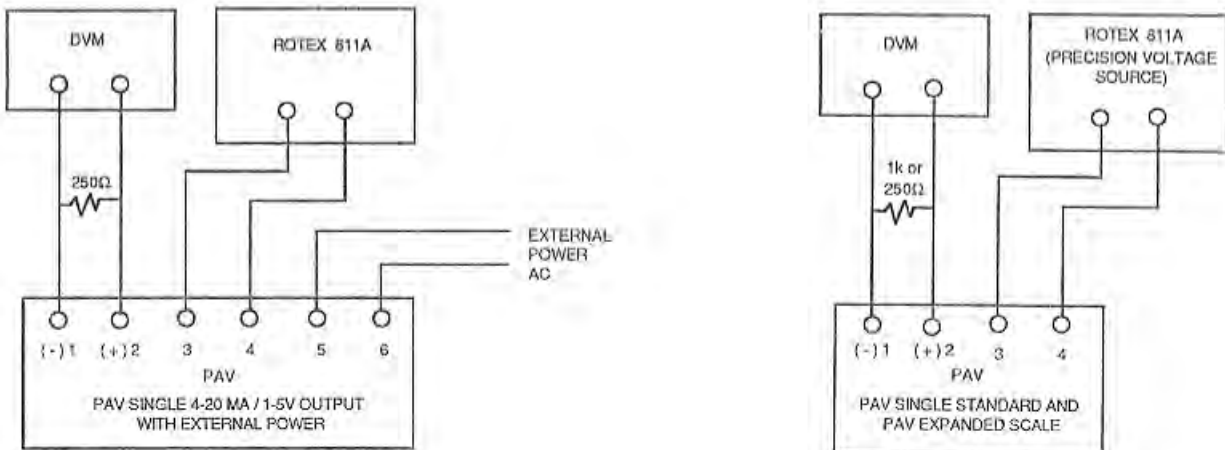 DVM
ROTEX 811A
250Ω
EXTERNAL
POWER
AC
(-)1 (+)2 3 4 5 6
PAV
PAV SINGLE 4-20 MA / 1-5V OUTPUT
WITH EXTERNAL POWER
DVM
ROTEX 811A
(PRECISION VOLTAGE
SOURCE)
1k or
250Ω
(-)1 (+)2 3 4
PAV
PAV SINGLE STANDARD AND
PAV EXPANDED SCALE